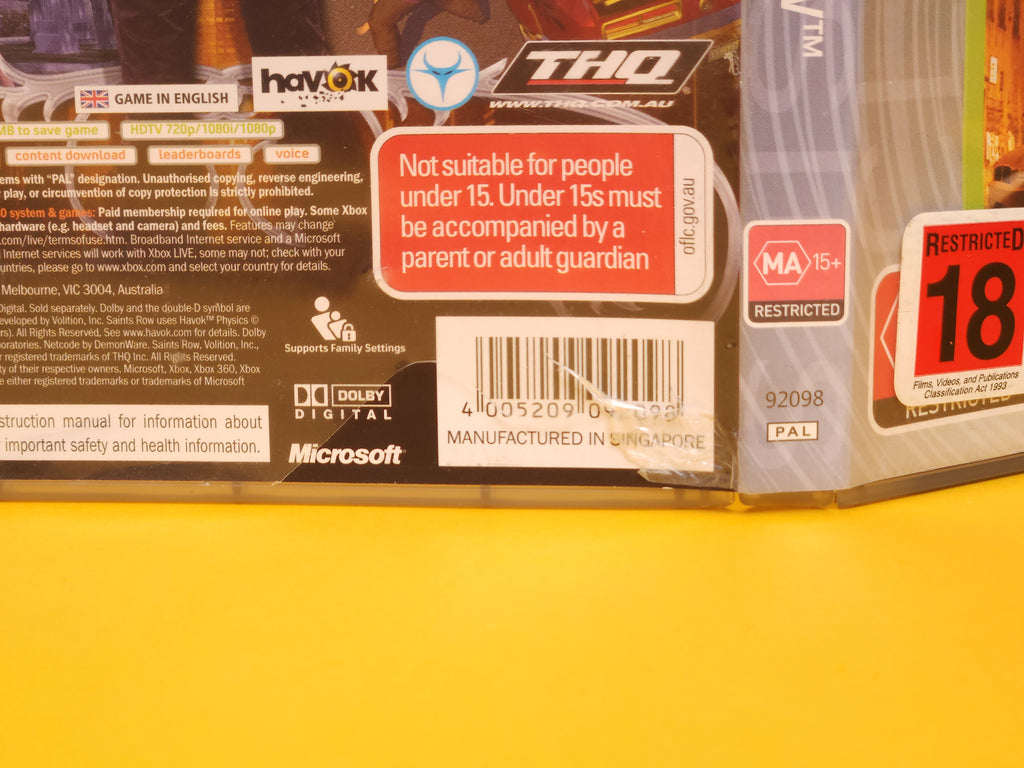 havok
THQ
WWW.THQ.COM.AU
GAME IN ENGLISH
MB to save game
HDTV 720p/1080i/1080p
content download
leaderboards
voice
ems with "PAL" designation. Unauthorised copying, reverse engineering,
play, or circumvention of copy protection is strictly prohibited.
0 system & games: Paid membership required for online play. Some Xbox
hardware (e.g. headset and camera) and fees. Features may change
.com/live/termsofuse.htm. Broadband Internet service and a Microsoft
Internet services will work with Xbox LIVE, some may not; check with your
untries, please go to www.xbox.com and select your country for details.
Melbourne, VIC 3004, Australia
Digital. Sold separately. Dolby and the double-D symbol are
eveloped by Volition, Inc. Saints Row uses Havok™ Physics ©
rs). All Rights Reserved. See www.havok.com for details. Dolby
oratories. Netcode by DemonWare. Saints Row, Volition, Inc.,
r registered trademarks of THQ Inc. All Rights Reserved.
ty of their respective owners. Microsoft, Xbox, Xbox 360, Xbox
e either registered trademarks or trademarks of Microsoft
struction manual for information about
important safety and health information.
Supports Family Settings
DOLBY
DIGITAL
Microsoft
Not suitable for people
under 15. Under 15s must
be accompanied by a
parent or adult guardian
oflc.gov.au
4 005209
MANUFACTURED IN SINGAPORE
TM
MA 15+
RESTRICTED
92098
PAL
RESTRICTED
18
Films, Videos, and Publications
Classification Act 1993
RESTRICTED